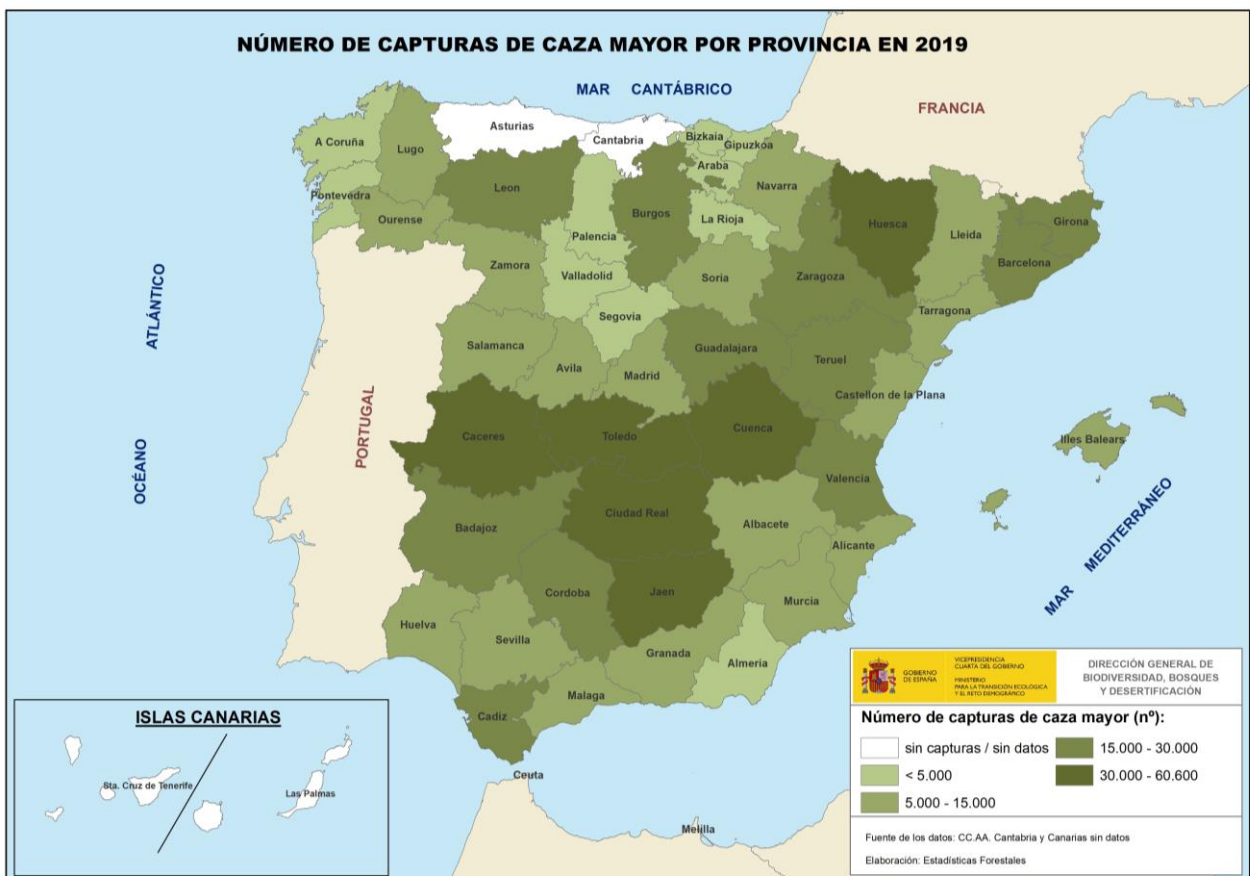 NÚMERO DE CAPTURAS DE CAZA MAYOR POR PROVINCIA EN 2019
MAR CANTÁBRICO
FRANCIA
Asturias
Cantabria
Bizkaia
Gipuzkoa
A Coruña
Lugo
Araba
Leon
Navarra
Pontevedra
Ourense
Burgos
La Rioja
Huesca
Girona
Lleida
Palencia
Barcelona
Zamora
Valladolid
Soria
Zaragoza
Segovia
Tarragona
OCÉANO ATLÁNTICO
Salamanca
Avila
Madrid
Guadalajara
Teruel
Castellon de la Plana
PORTUGAL
Caceres
Toledo
Cuenca
Illes Balears
Valencia
Ciudad Real
Badajoz
Albacete
Alicante
MAR MEDITERRÁNEO
Cordoba
Jaen
Murcia
Huelva
Sevilla
Granada
Almeria
Malaga
Cadiz
Ceuta
Melilla
ISLAS CANARIAS
Sta. Cruz de Tenerife
Las Palmas
GOBIERNO
DE ESPAÑA
VICEPRESIDENCIA
CUARTA DEL GOBIERNO
MINISTERIO
PARA LA TRANSICIÓN ECOLÓGICA
Y EL RETO DEMOGRÁFICO
DIRECCIÓN GENERAL DE
BIODIVERSIDAD, BOSQUES
Y DESERTIFICACIÓN
Número de capturas de caza mayor (nº):
sin capturas / sin datos
< 5.000
5.000 - 15.000
15.000 - 30.000
30.000 - 60.600
Fuente de los datos: CC.AA. Cantabria y Canarias sin datos
Elaboración: Estadísticas Forestales